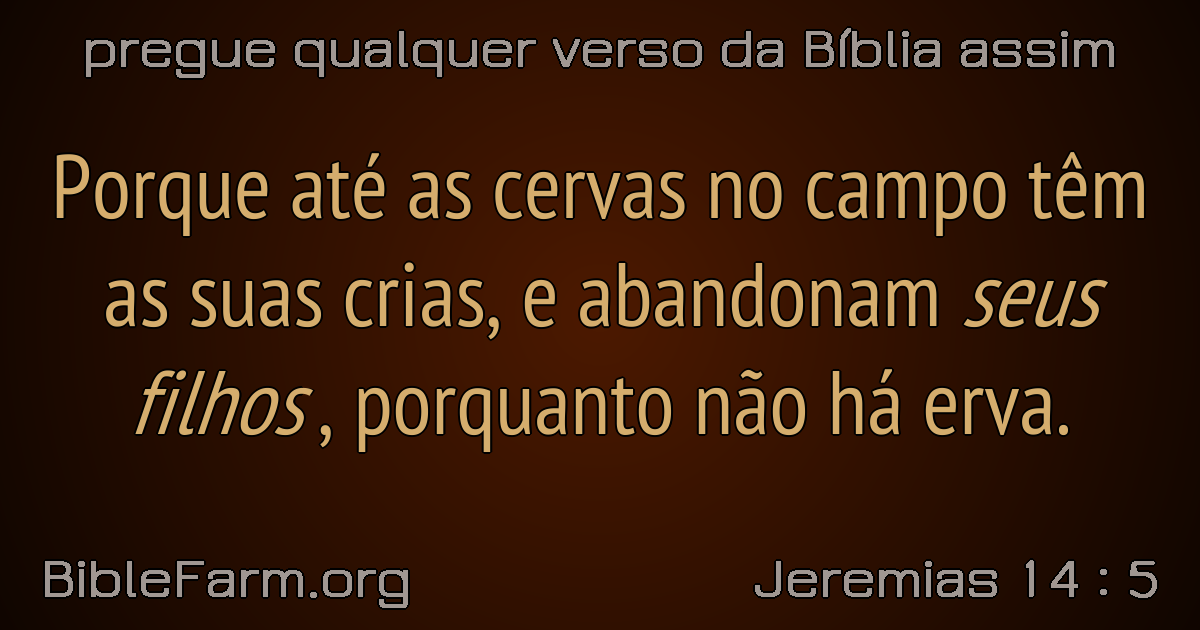 pregue qualquer verso da Bíblia assim
Porque até as cervas no campo têm
as suas crias, e abandonam seus
filhos , porquanto não há erva.
BibleFarm.org
Jeremias 14 : 5